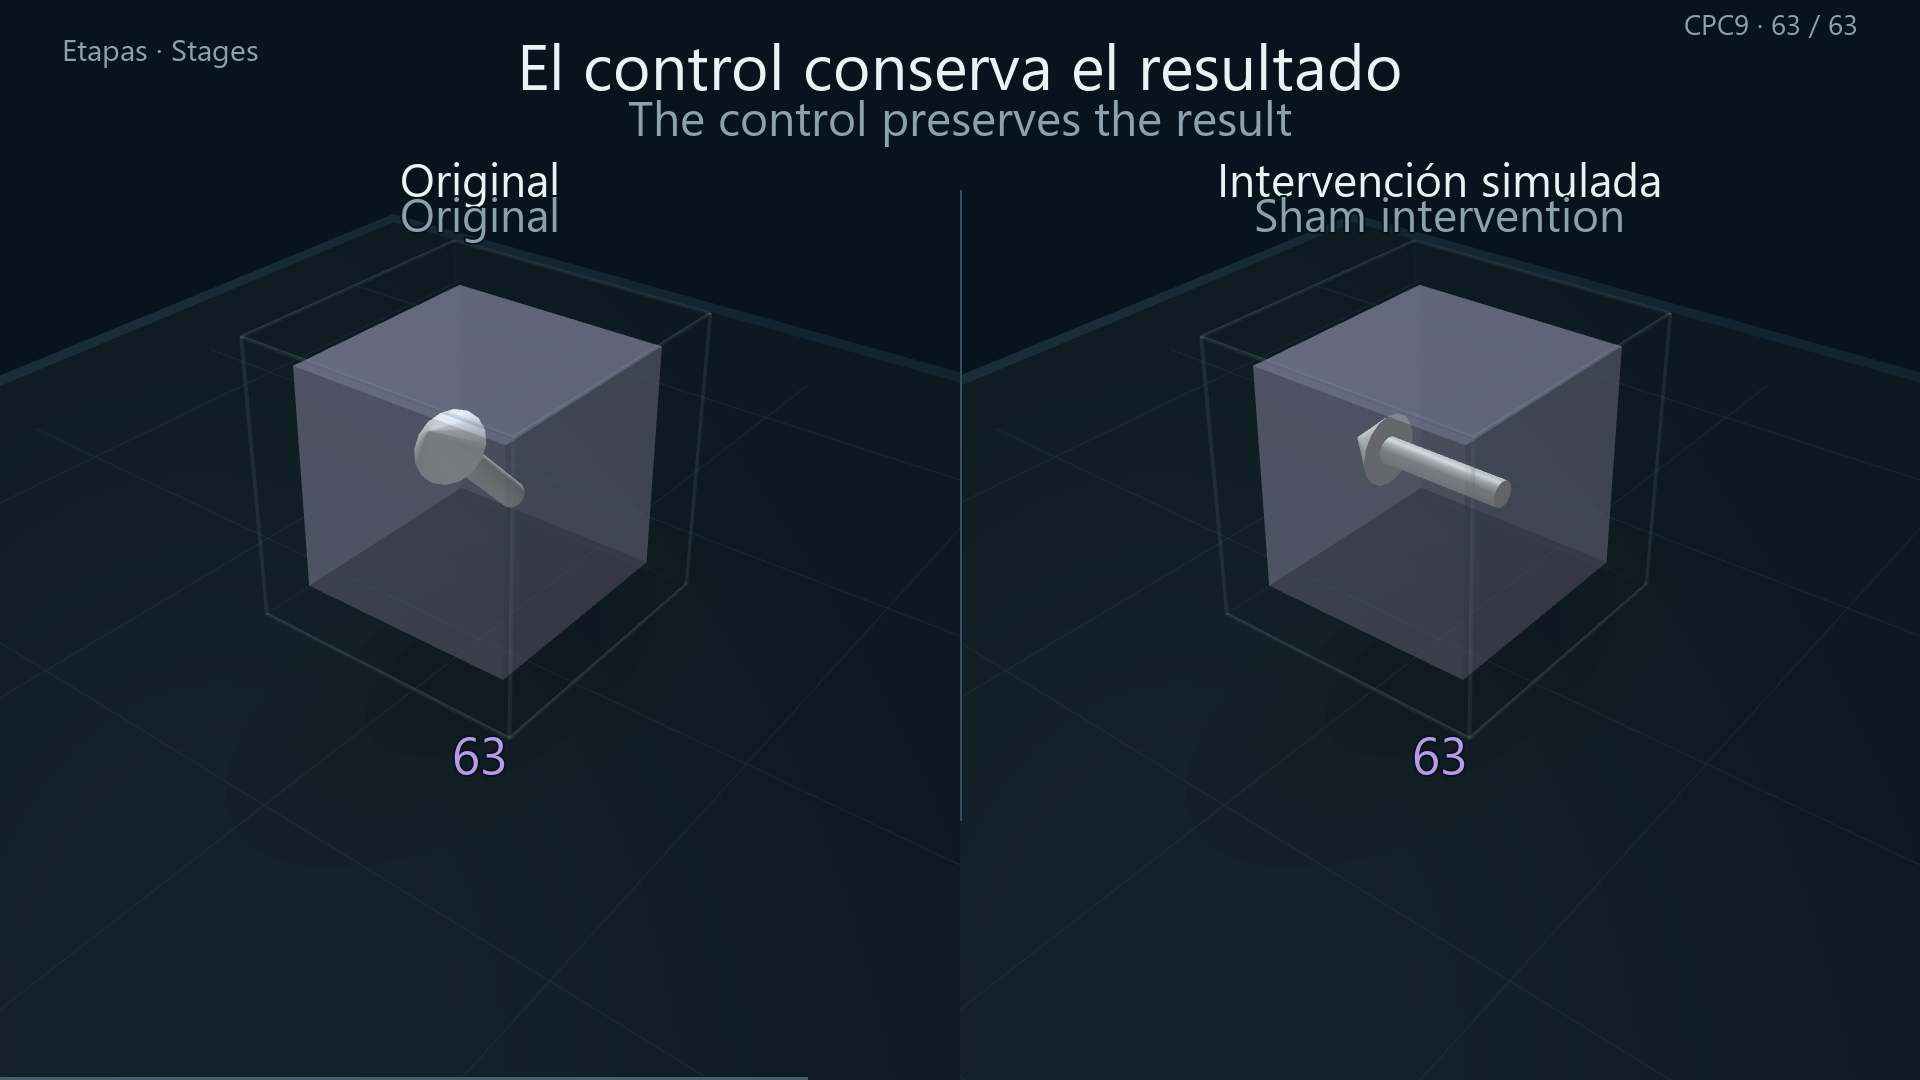 Etapas · Stages
CPC9 · 63 / 63
El control conserva el resultado
The control preserves the result
Original
Original
Intervención simulada
Sham intervention
63
63